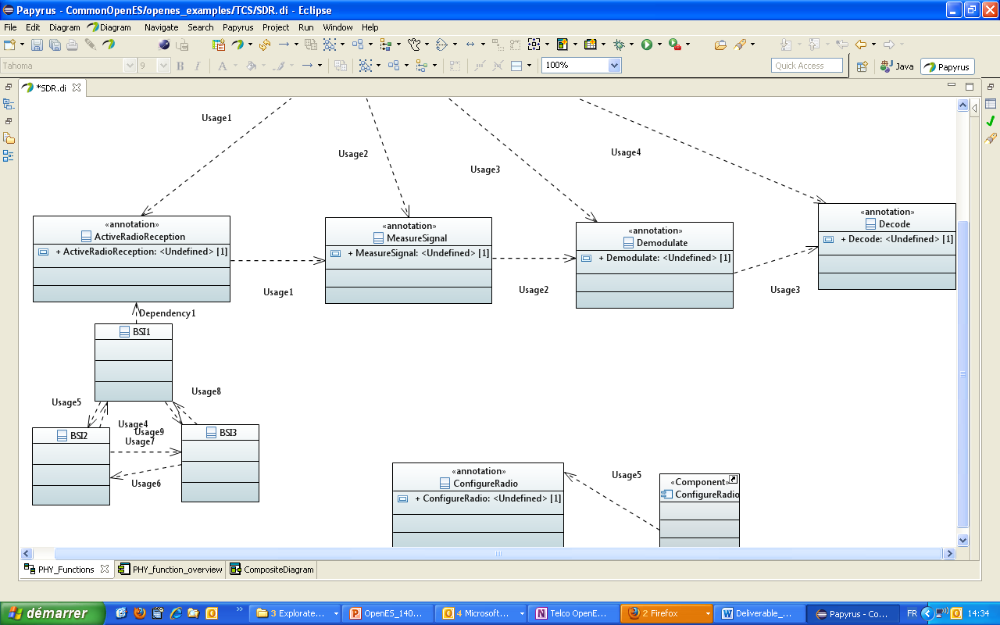 Papyrus - CommonOpenES/openes_examples/TCS/SDR.di - Eclipse
File Edit Diagram Diagram Navigate Search Papyrus Project Run Window Help
Tahoma 9 B I A 100% Quick Access Java Papyrus
*SDR.di
Usage1
Usage2
Usage3
Usage4
«annotation»
ActiveRadioReception
+ ActiveRadioReception: <Undefined> [1]
«annotation»
MeasureSignal
+ MeasureSignal: <Undefined> [1]
«annotation»
Demodulate
+ Demodulate: <Undefined> [1]
«annotation»
Decode
+ Decode: <Undefined> [1]
Usage1
Usage2
Usage3
Dependency1
BSI1
Usage5
Usage8
Usage4
Usage9
Usage7
BSI2
BSI3
Usage6
«annotation»
ConfigureRadio
+ ConfigureRadio: <Undefined> [1]
Usage5
«Component»
ConfigureRadio
PHY_Functions PHY_function_overview CompositeDiagram
démarrer 3 Explorate... OpenES_140... 4 Microsoft... Telco OpenE... 2 Firefox Deliverable_... Papyrus - Co... FR 14:34